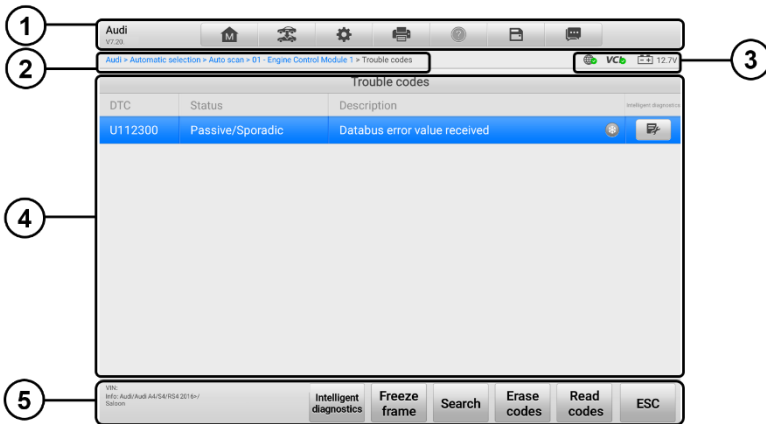 1
Audi
V7.20
M
2
Audi > Automatic selection > Auto scan > 01 - Engine Control Module 1 > Trouble codes
VCI
12.7V
3
Trouble codes
DTC Status Description Intelligent diagnostics
U112300 Passive/Sporadic Databus error value received
4
5
VIN:
Info: Audi/Audi A4/S4/RS4 2016>/
Saloon
Intelligent
diagnostics
Freeze
frame
Search
Erase
codes
Read
codes
ESC